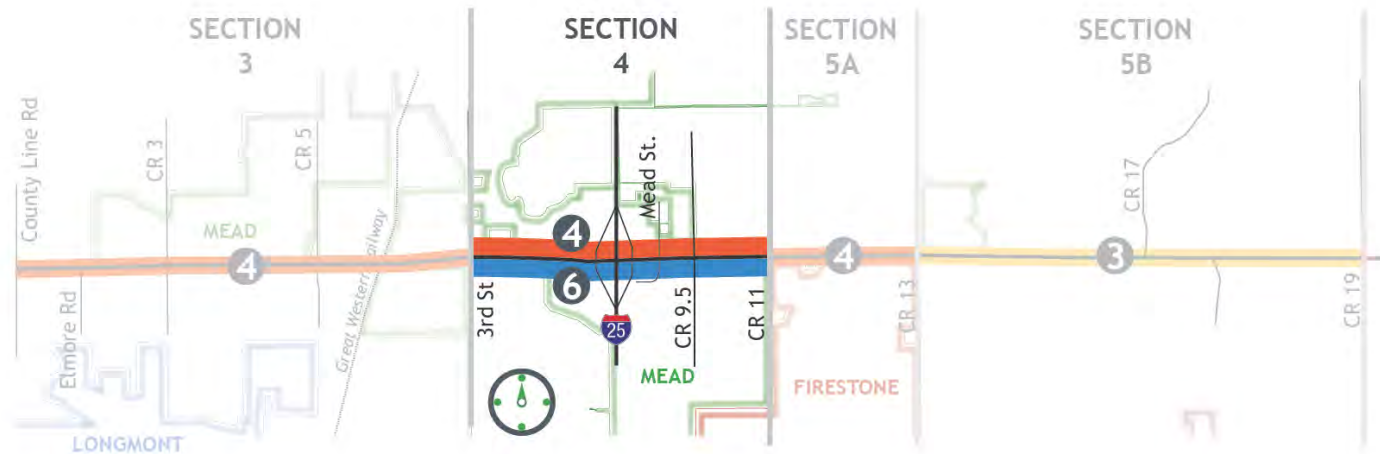 SECTION
3
SECTION
4
SECTION
5A
SECTION
5B
County Line Rd
CR 3
CR 5
Mead St.
CR 17
MEAD
Great Western Railway
4
4
4
3
6
Elmore Rd
3rd St
25
CR 9.5
CR 11
CR 13
CR 19
MEAD
FIRESTONE
LONGMONT